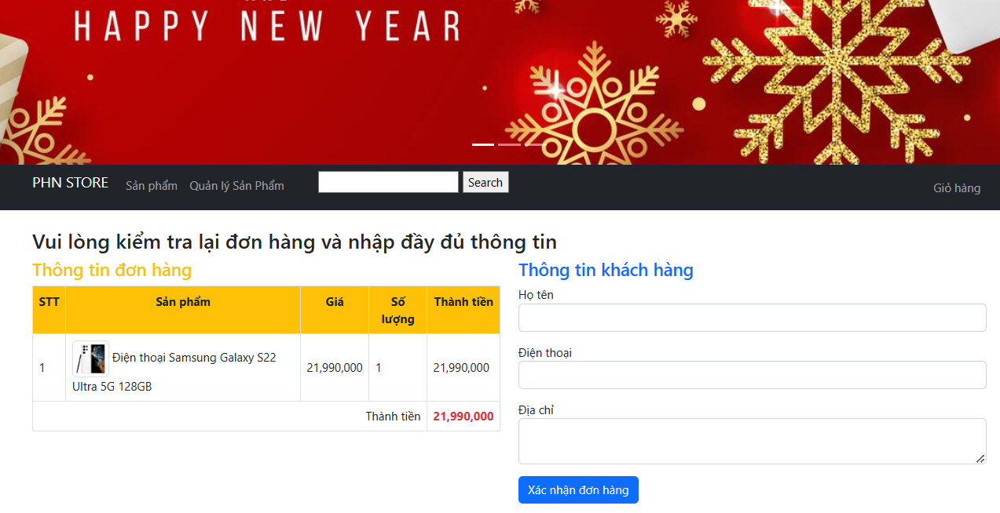 HAPPY NEW YEAR
PHN STORE
Sản phẩm
Quản lý Sản Phẩm
Search
Giỏ hàng
Vui lòng kiểm tra lại đơn hàng và nhập đầy đủ thông tin
Thông tin đơn hàng
STT Sản phẩm Giá Số lượng Thành tiền
1 Điện thoại Samsung Galaxy S22 21,990,000 1 21,990,000
Ultra 5G 128GB
Thành tiền 21,990,000
Thông tin khách hàng
Họ tên
Điện thoại
Địa chỉ
Xác nhận đơn hàng